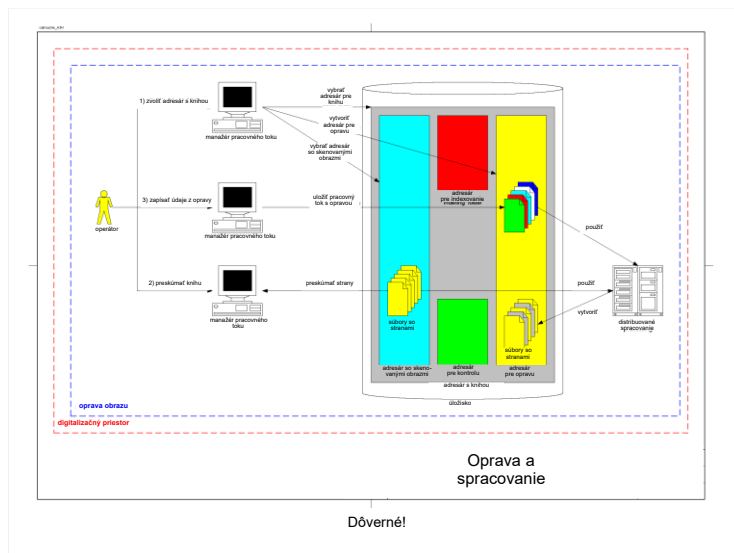 1) zvoliť adresár s knihou
manažér pracovného toku
vybrať
adresár pre
knihu
vytvoriť
adresár pre
opravu
vybrať adresár
so skenovanými
obrazmi
adresár
pre indexovanie
operátor
3) zapísať údaje z opravy
manažér pracovného toku
uložiť pracovný
tok s opravou
použiť
2) preskúmať knihu
manažér pracovného
toku
preskúmať strany
použiť
vytvoriť
distribuované
spracovanie
súbory so
stranami
súbory so
stranami
adresár so skeno-
vanými obrazmi
adresár
pre kontrolu
adresár
pre opravu
adresár s knihou
úložisko
oprava obrazu
digitalizačný priestor
Oprava a
spracovanie
Dôverné!